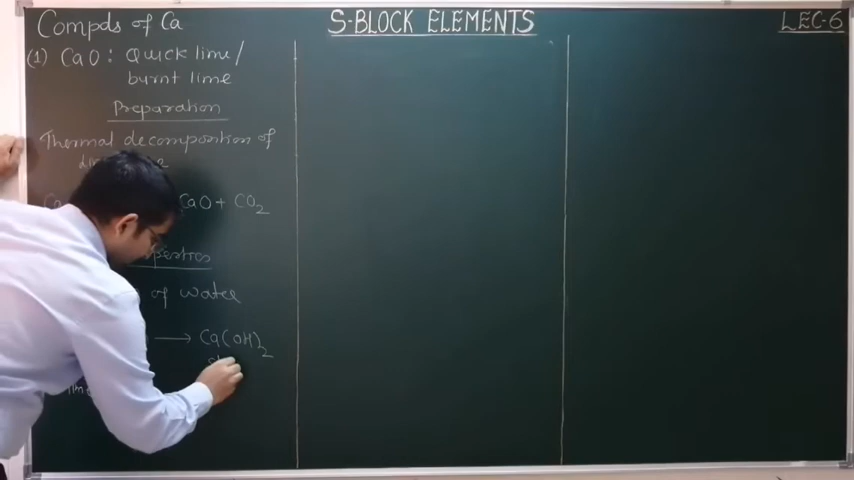 S-BLOCK ELEMENTS
LEC-6
Compds of Ca
(1) CaO : Quick lime/
burnt lime
Preparation
Thermal decomposition of
CaO + CO2
of water
→ Ca(OH)2